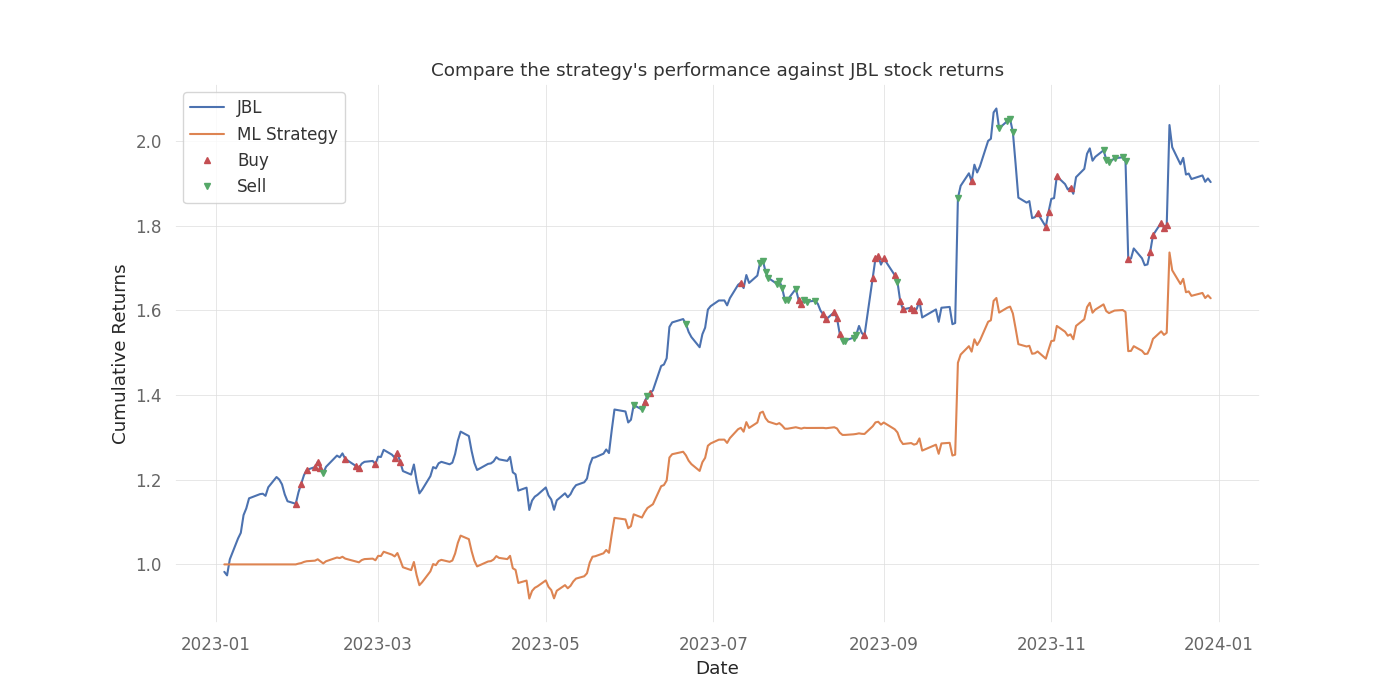 Compare the strategy's performance against JBL stock returns
JBL
ML Strategy
Buy
Sell
Cumulative Returns
2.0
1.8
1.6
1.4
1.2
1.0
2023-01
2023-03
2023-05
2023-07
2023-09
2023-11
2024-01
Date